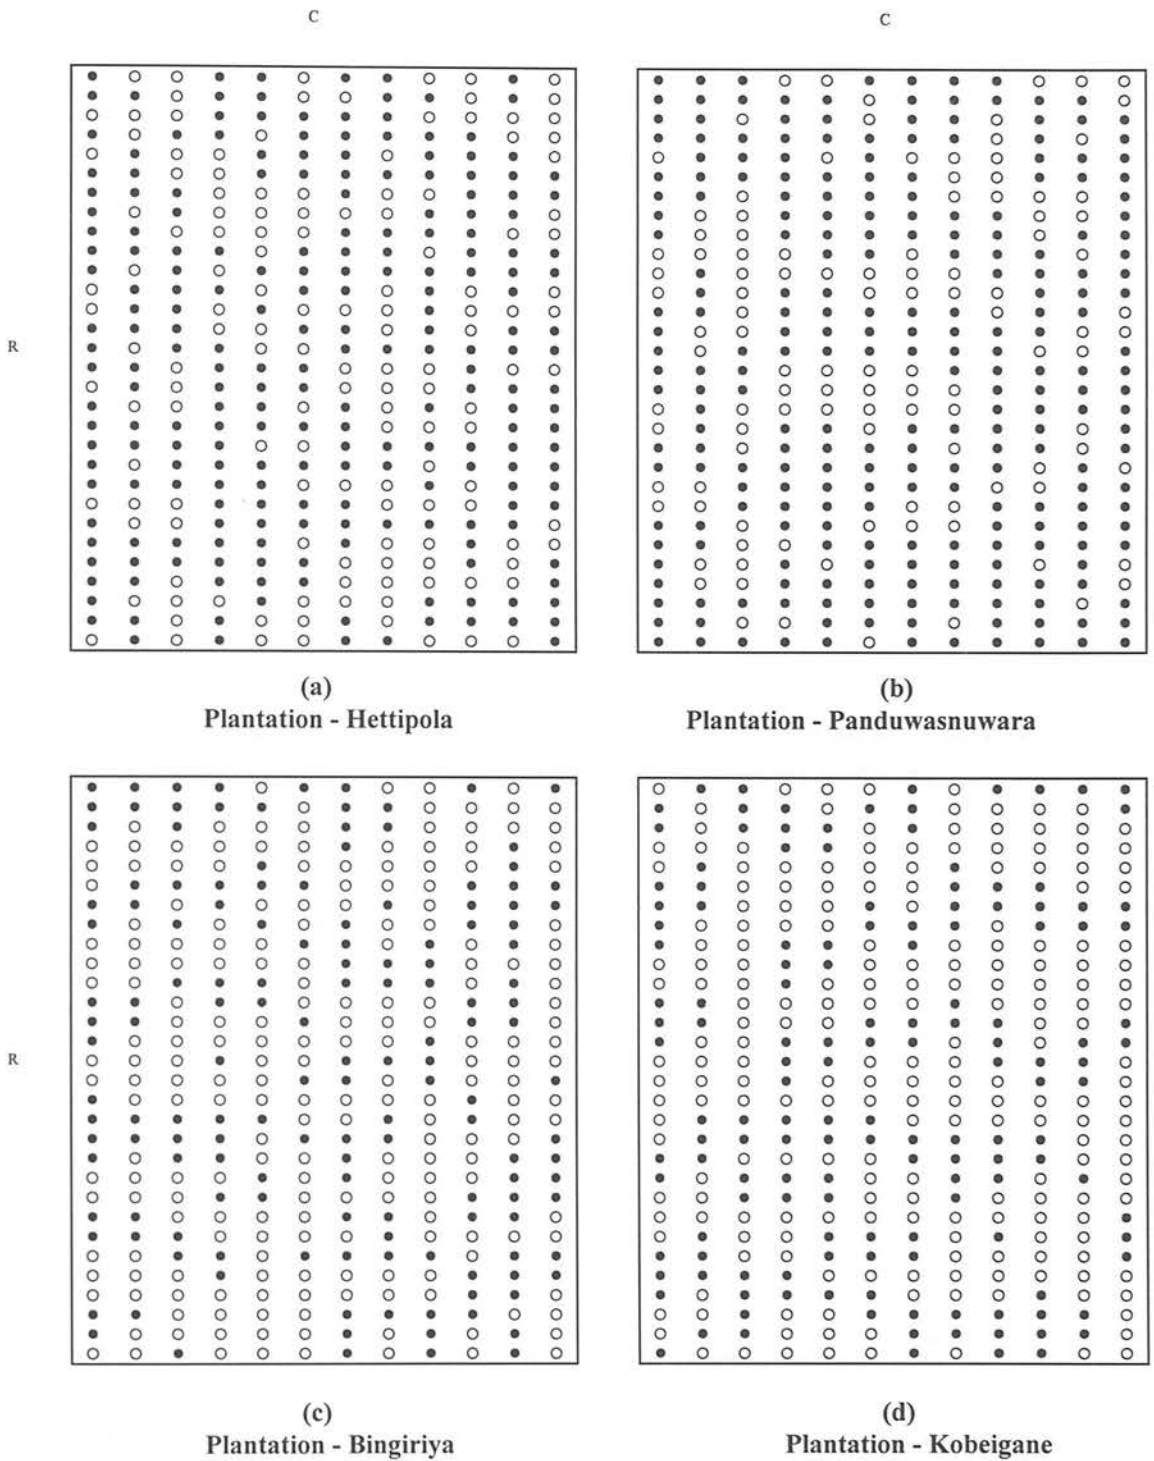 C
C
R
(a)
Plantation - Hettipola
(b)
Plantation - Panduwasnuwara
R
(c)
Plantation - Bingiriya
(d)
Plantation - Kobeigane